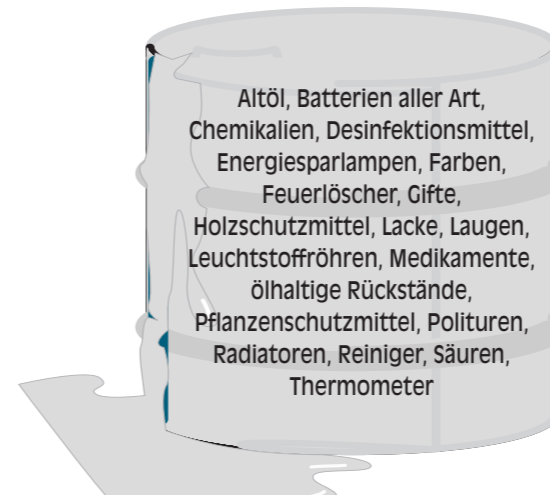 Altöl, Batterien aller Art,
Chemikalien, Desinfektionsmittel,
Energiesparlampen, Farben,
Feuerlöscher, Gifte,
Holzschutzmittel, Lacke, Laugen,
Leuchtstoffröhren, Medikamente,
ölhaltige Rückstände,
Pflanzenschutzmittel, Polituren,
Radiatoren, Reiniger, Säuren,
Thermometer